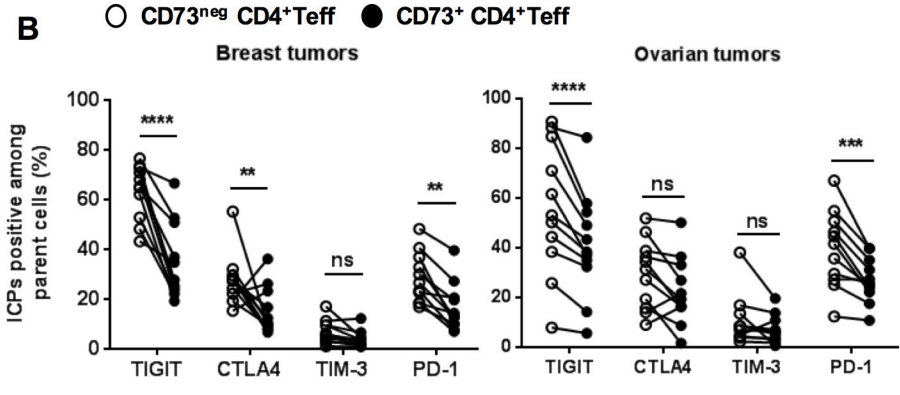 B
CD73ⁿᵉᵍ CD4⁺Teff CD73⁺ CD4⁺Teff
Breast tumors
Ovarian tumors
ICPs positive among
parent cells (%)
100
80
60
40
20
0
****
**
ns
**
TIGIT CTLA4 TIM-3 PD-1
100
80
60
40
20
0
****
ns
ns
***
TIGIT CTLA4 TIM-3 PD-1